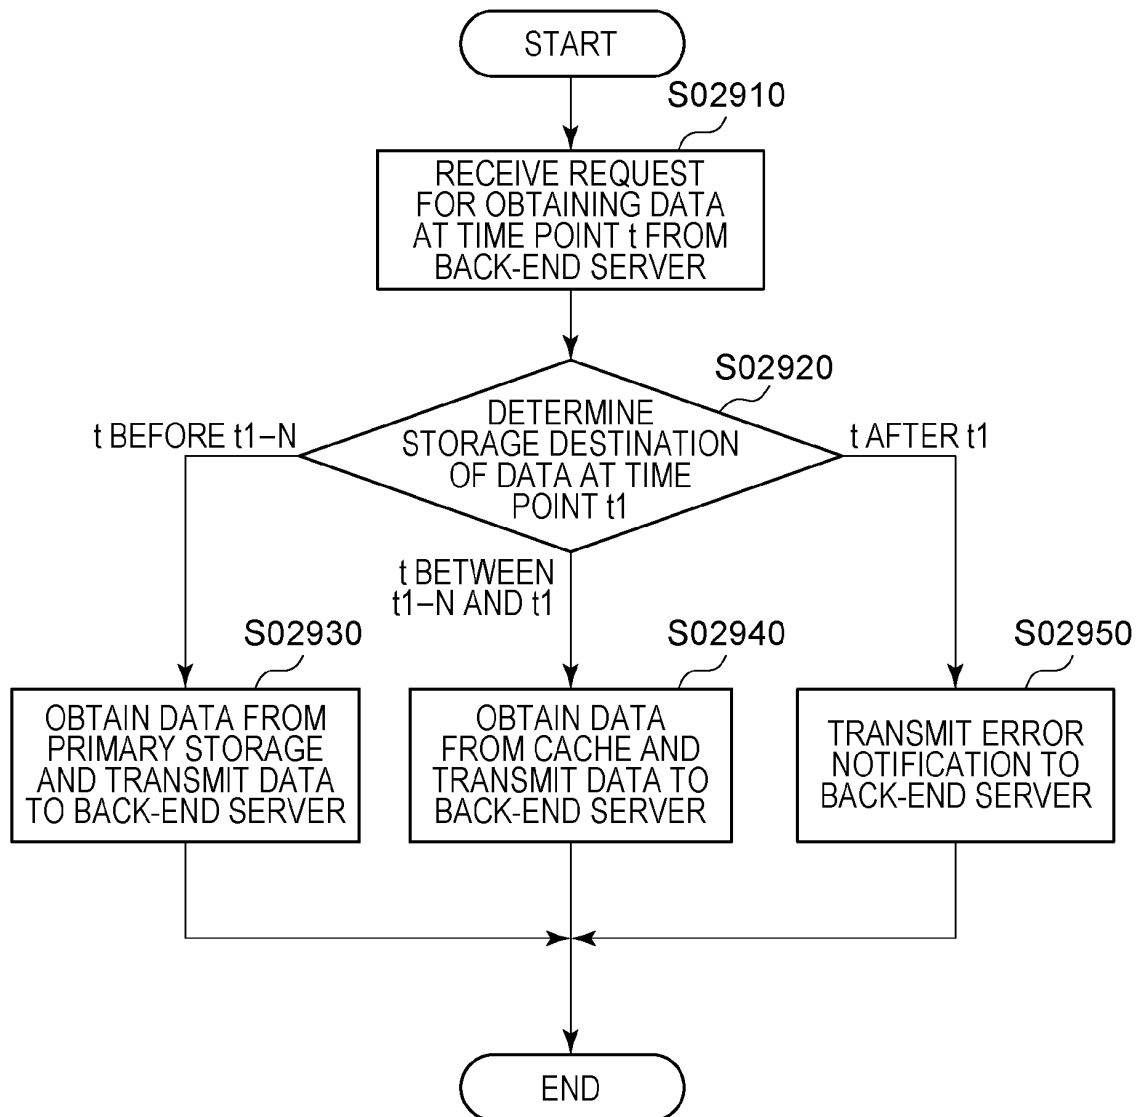 START
S02910
RECEIVE REQUEST
FOR OBTAINING DATA
AT TIME POINT t FROM
BACK-END SERVER
S02920
DETERMINE
STORAGE DESTINATION
OF DATA AT TIME
POINT t1
t BEFORE t1–N
t AFTER t1
t BETWEEN
t1–N AND t1
S02930
OBTAIN DATA FROM
PRIMARY STORAGE
AND TRANSMIT DATA
TO BACK-END SERVER
S02940
OBTAIN DATA
FROM CACHE AND
TRANSMIT DATA TO
BACK-END SERVER
S02950
TRANSMIT ERROR
NOTIFICATION TO
BACK-END SERVER
END